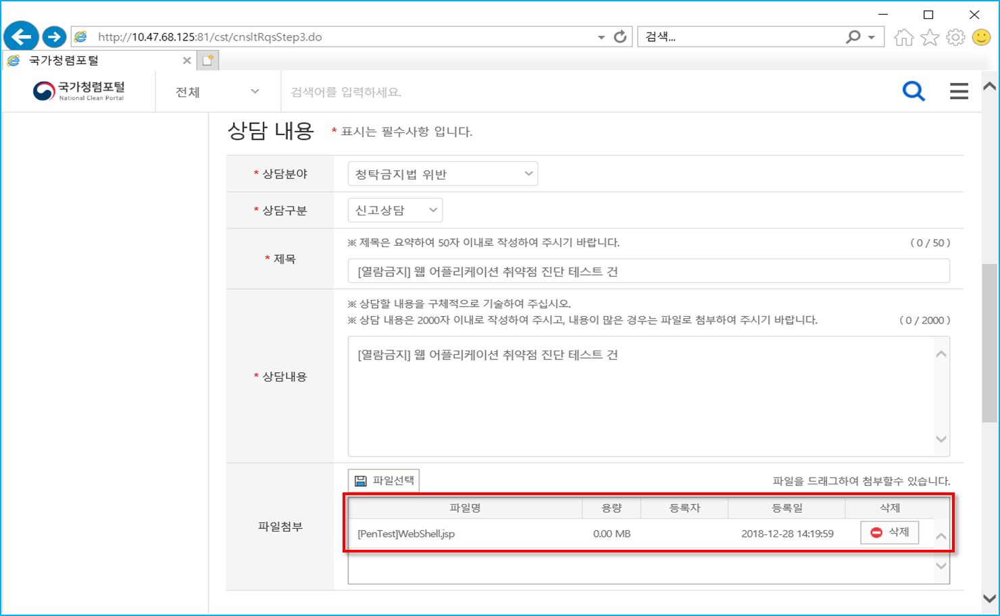 http://10.47.68.125:81/cst/cnsltRqsStep3.do
검색...
국가청렴포털
국가청렴포털
National Clean Portal
전체
검색어를 입력하세요.
상담 내용 * 표시는 필수사항 입니다.
* 상담분야
청탁금지법 위반
* 상담구분
신고상담
* 제목
※ 제목은 요약하여 50자 이내로 작성하여 주시기 바랍니다.
( 0 / 50 )
[열람금지] 웹 어플리케이션 취약점 진단 테스트 건
* 상담내용
※ 상담할 내용을 구체적으로 기술하여 주십시오.
※ 상담 내용은 2000자 이내로 작성하여 주시고, 내용이 많은 경우는 파일로 첨부하여 주시기 바랍니다.
( 0 / 2000 )
[열람금지] 웹 어플리케이션 취약점 진단 테스트 건
파일첨부
파일선택
파일을 드래그하여 첨부할수 있습니다.
파일명 용량 등록자 등록일 삭제
[PenTest]WebShell.jsp 0.00 MB 2018-12-28 14:19:59 삭제